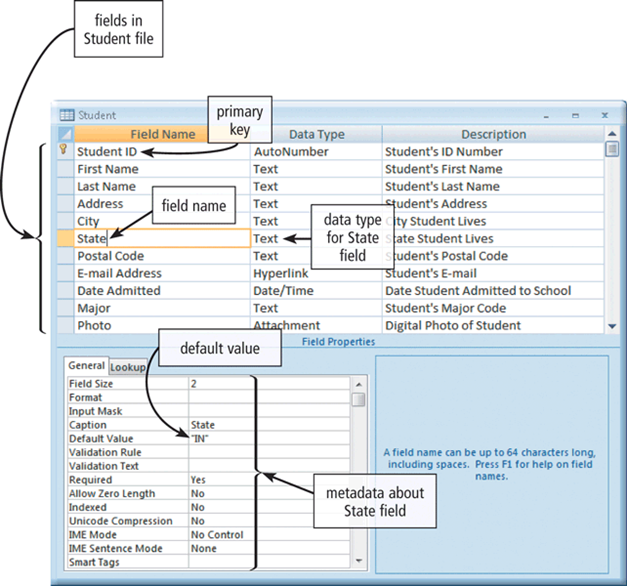 fields in
Student file
Student
primary
key
Field Name Data Type Description
Student ID AutoNumber Student's ID Number
First Name Text Student's First Name
Last Name Text Student's Last Name
Address Text Student's Address
field name
City Text City Student Lives
data type
for State
field
State Text State Student Lives
Postal Code Text Student's Postal Code
E-mail Address Hyperlink Student's E-mail
Date Admitted Date/Time Date Student Admitted to School
Major Text Student's Major Code
Photo Attachment Digital Photo of Student
default value
Field Properties
General Lookup
Field Size 2
Format
Input Mask
Caption State
Default Value "IN"
Validation Rule
Validation Text
Required Yes
Allow Zero Length No
Indexed No
Unicode Compression No
IME Mode No Control
IME Sentence Mode None
Smart Tags
A field name can be up to 64 characters long,
including spaces. Press F1 for help on field
names.
metadata about
State field